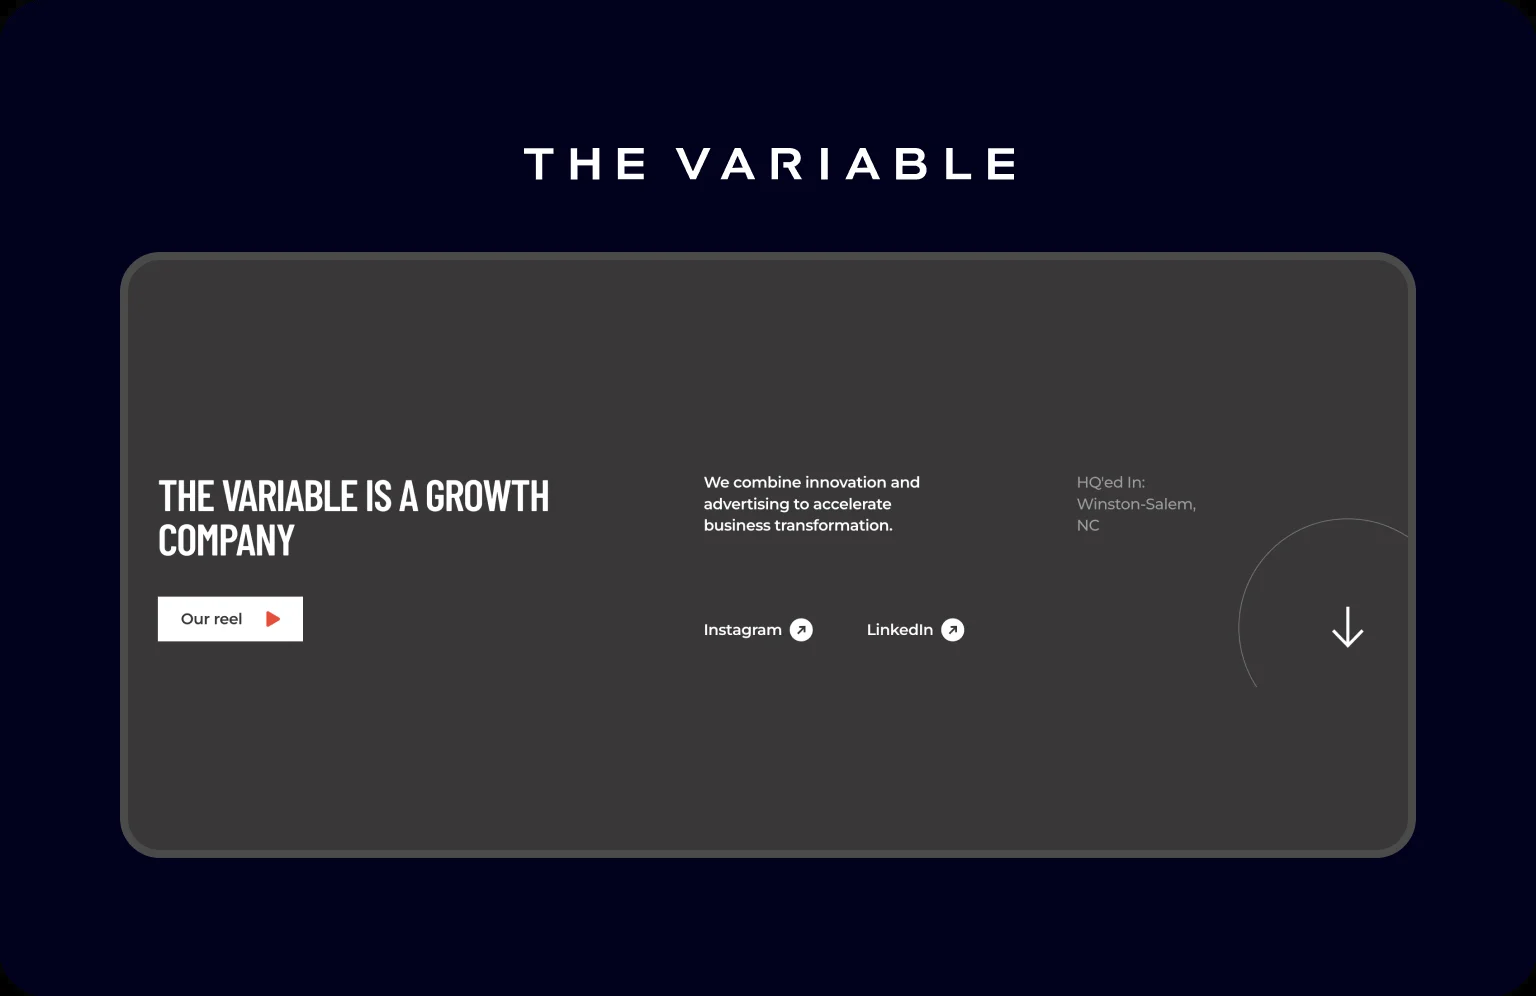 THE VARIABLE
THE VARIABLE IS A GROWTH
COMPANY
Our reel
We combine innovation and
advertising to accelerate
business transformation.
Instagram
LinkedIn
HQ'ed In:
Winston-Salem,
NC